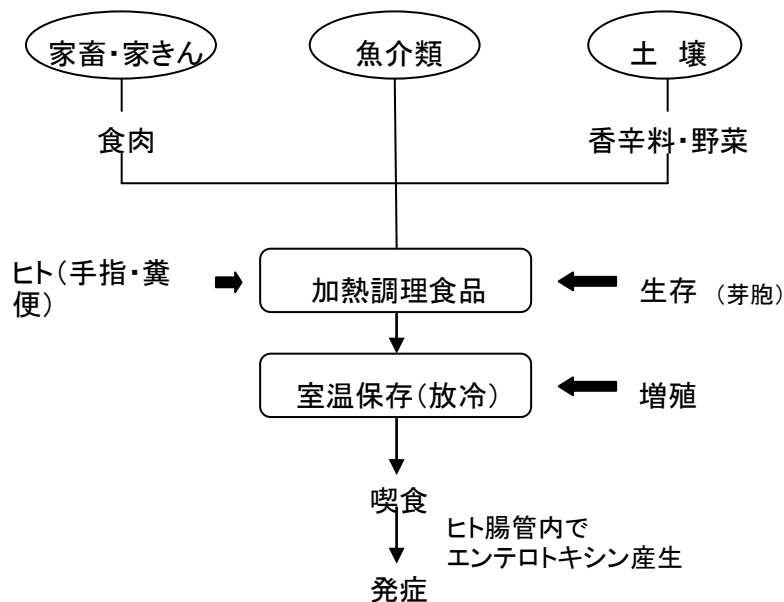 家畜・家きん
魚介類
土 壌
食肉
香辛料・野菜
ヒト(手指・糞
便)
加熱調理食品
生存 (芽胞)
室温保存(放冷)
増殖
喫食
ヒト腸管内で
エンテロトキシン産生
発症